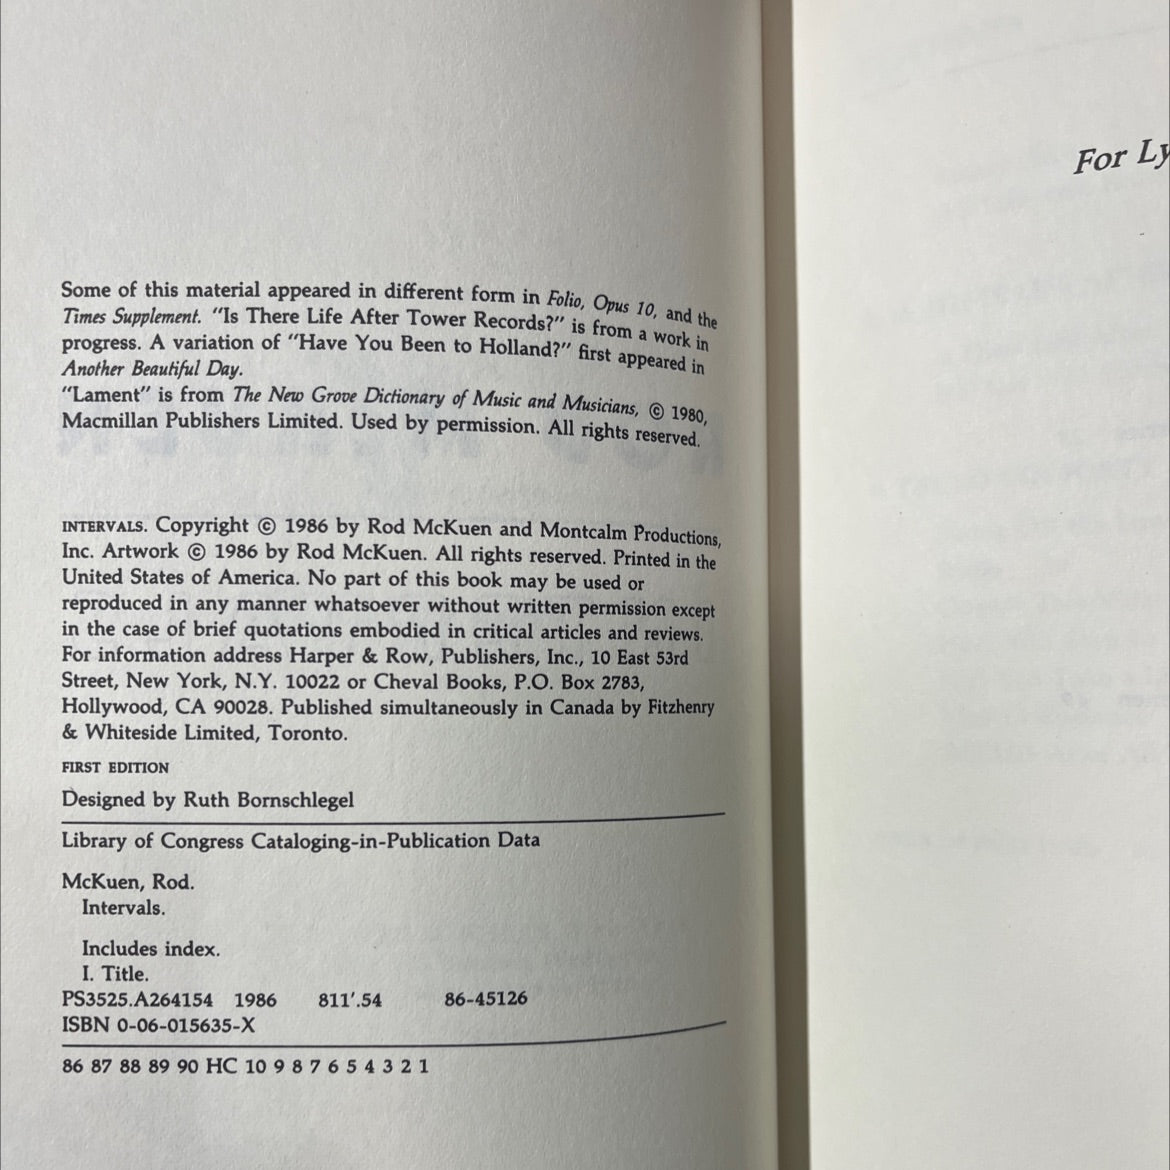 Some of this material appeared in different form in Folio, Opus 10, and the
Times Supplement. "Is There Life After Tower Records?" is from a work in
progress. A variation of "Have You Been to Holland?" first appeared in
Another Beautiful Day.
"Lament" is from The New Grove Dictionary of Music and Musicians, © 1980,
Macmillan Publishers Limited. Used by permission. All rights reserved.
INTERVALS. Copyright © 1986 by Rod McKuen and Montcalm Productions,
Inc. Artwork © 1986 by Rod McKuen. All rights reserved. Printed in the
United States of America. No part of this book may be used or
reproduced in any manner whatsoever without written permission except
in the case of brief quotations embodied in critical articles and reviews.
For information address Harper & Row, Publishers, Inc., 10 East 53rd
Street, New York, N.Y. 10022 or Cheval Books, P.O. Box 2783,
Hollywood, CA 90028. Published simultaneously in Canada by Fitzhenry
& Whiteside Limited, Toronto.
FIRST EDITION
Designed by Ruth Bornschlegel
Library of Congress Cataloging-in-Publication Data
McKuen, Rod.
Intervals.
Includes index.
I. Title.
PS3525.A264154 1986 811'.54 86-45126
ISBN 0-06-015635-X
86 87 88 89 90 HC 10 9 8 7 6 5 4 3 2 1
For Ly